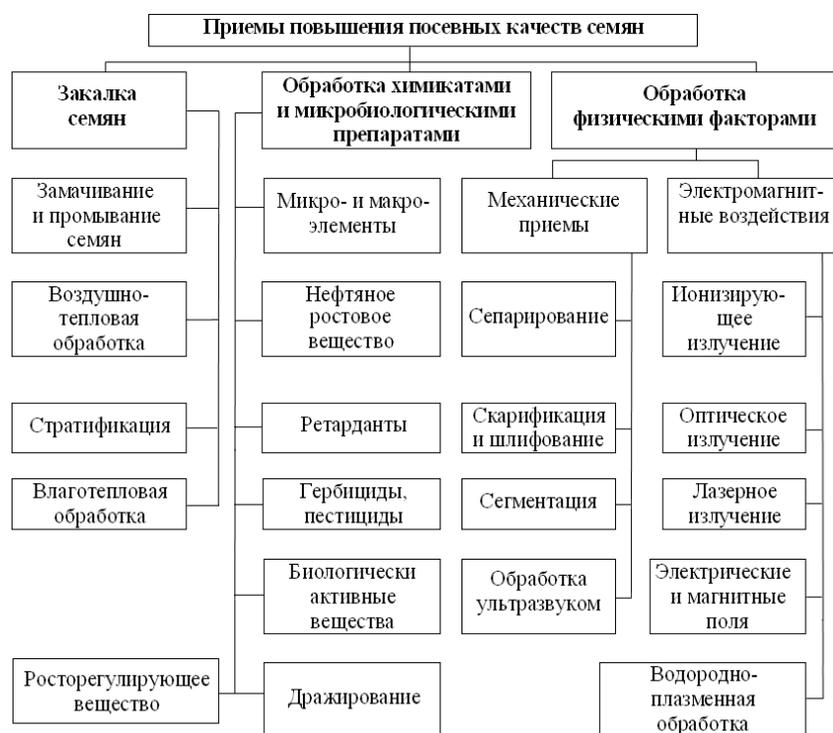 Приемы повышения посевных качеств семян
Закалка
семян
Обработка химикатами
и микробиологическими
препаратами
Обработка
физическими факторами
Замачивание
и промывание
семян
Микро- и макро-
элементы
Механические
приемы
Электромагнит-
ные воздействия
Воздушно-
тепловая
обработка
Нефтяное
ростовое
вещество
Сепарирование
Ионизирую-
щее
излучение
Стратификация
Ретарданты
Скарификация
и шлифование
Оптическое
излучение
Влаготепловая
обработка
Гербициды,
пестициды
Сегментация
Лазерное
излучение
Биологически
активные
вещества
Обработка
ультразвуком
Электрические
и магнитные
поля
Росторегулирующее
вещество
Дражирование
Водородно-
плазменная
обработка